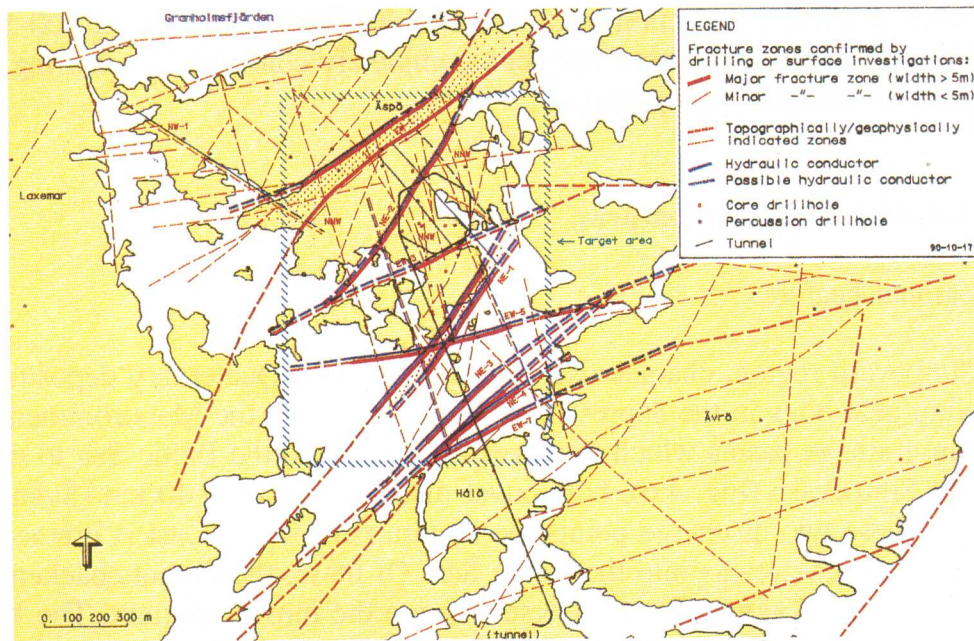 Granholmsfjärden
LEGEND
Fracture zones confirmed by
drilling or surface investigations:
Major fracture zone (width > 5m)
Minor -"- -"- (width < 5m)
Topographically/geophysically
indicated zones
Hydraulic conductor
Possible hydraulic conductor
Core drillhole
Percussion drillhole
Tunnel
90-10-17
Äspö
NW-1
NNW
Laxemar
NNW
NNW
← Target area
NE-1
EW-5
NE-3
NE-4
EW-7
Ävrö
Hålö
0 100 200 300 m
(tunnel)